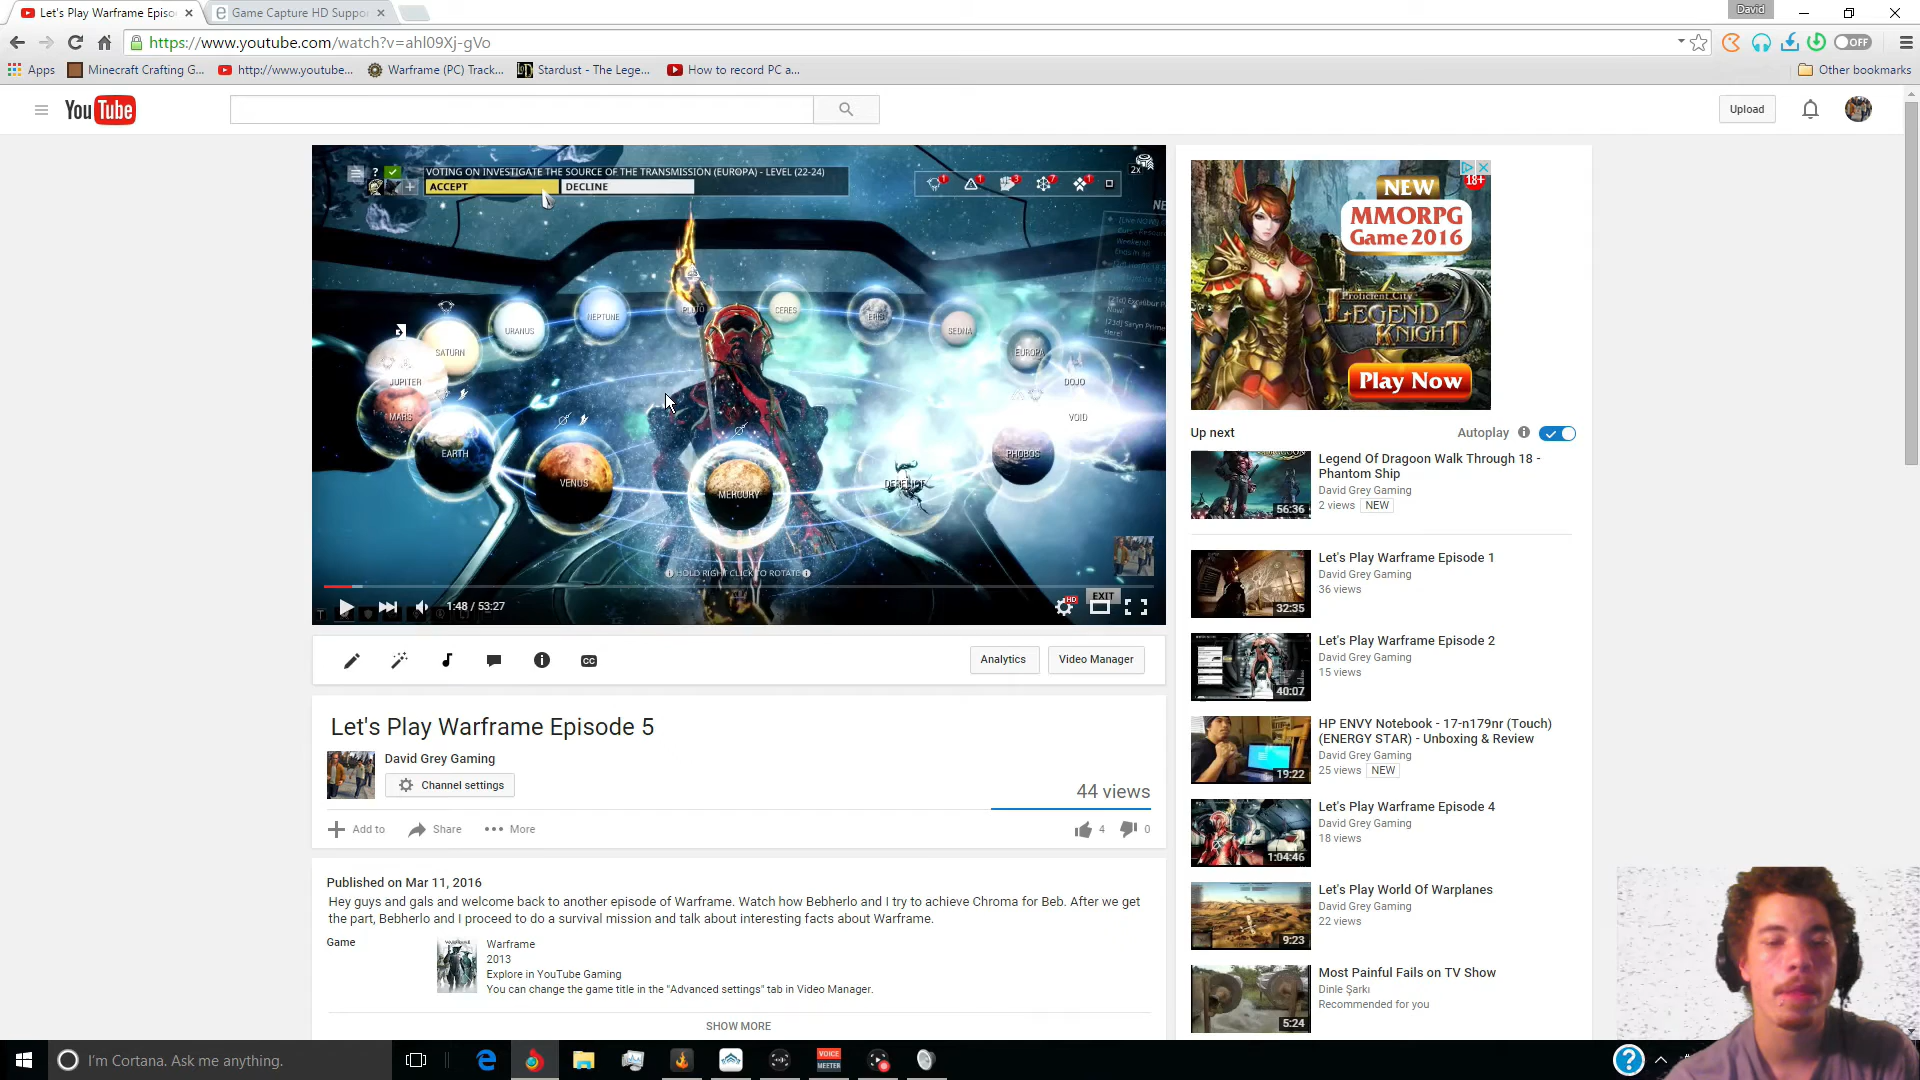 Let's Play Warframe Episo
Game Capture HD Suppo
David
https://www.youtube.com/watch?v=ahl09Xj-gVo
OFF
Apps
Minecraft Crafting G...
http://www.youtube...
Warframe (PC) Track...
Stardust - The Lege...
How to record PC a...
Other bookmarks
YouTube
Upload
VOTING ON INVESTIGATE THE SOURCE OF THE TRANSMISSION (EUROPA) - LEVEL (22-24)
ACCEPT
DECLINE
2x
URANUS
NEPTUNE
PLUTO
CERES
ERIS
SEDNA
SATURN
EUROPA
JUPITER
DOJO
MARS
VOID
EARTH
PHOBOS
VENUS
MERCURY
DERELICT
HOLD RIGHT CLICK TO ROTATE
EXIT
1:48 / 53:27
HD
CC
Analytics
Video Manager
Let's Play Warframe Episode 5
David Grey Gaming
Channel settings
44 views
Add to
Share
More
4
0
Published on Mar 11, 2016
Hey guys and gals and welcome back to another episode of Warframe. Watch how Bebherlo and I try to achieve Chroma for Beb. After we get
the part, Bebherlo and I proceed to do a survival mission and talk about interesting facts about Warframe.
Game
Warframe
2013
Explore in YouTube Gaming
You can change the game title in the "Advanced settings" tab in Video Manager.
SHOW MORE
NEW
18+
MMORPG
Game 2016
Proficient City
LEGEND
KNIGHT
Play Now
Up next
Autoplay
Legend Of Dragoon Walk Through 18 -
Phantom Ship
David Grey Gaming
2 views NEW
56:36
Let's Play Warframe Episode 1
David Grey Gaming
36 views
32:35
Let's Play Warframe Episode 2
David Grey Gaming
15 views
40:07
HP ENVY Notebook - 17-n179nr (Touch)
(ENERGY STAR) - Unboxing & Review
David Grey Gaming
25 views NEW
19:22
Let's Play Warframe Episode 4
David Grey Gaming
18 views
1:04:46
Let's Play World Of Warplanes
David Grey Gaming
22 views
9:23
Most Painful Fails on TV Show
Dinle Şarkı
Recommended for you
5:24
I'm Cortana. Ask me anything.
VOICE
MEETER